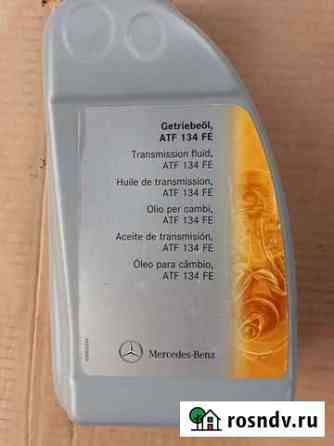 Getriebeöl,
ATF 134 FE
Transmission fluid,
ATF 134 FE
Huile de transmission,
ATF 134 FE
Olio per cambi,
ATF 134 FE
Aceite de transmisión,
ATF 134 FE
Óleo para câmbio,
ATF 134 FE
Mercedes-Benz
rosndv.ru